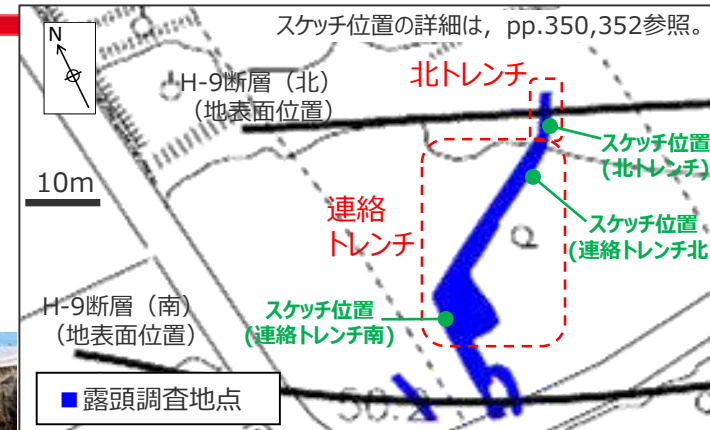 スケッチ位置の詳細は，pp.350,352参照。
N
北トレンチ
H-9断層（北）
（地表面位置）
スケッチ位置
(北トレンチ)
10m
連絡
トレンチ
スケッチ位置
(連絡トレンチ北
H-9断層（南）
（地表面位置）
スケッチ位置
(連絡トレンチ南)
■露頭調査地点